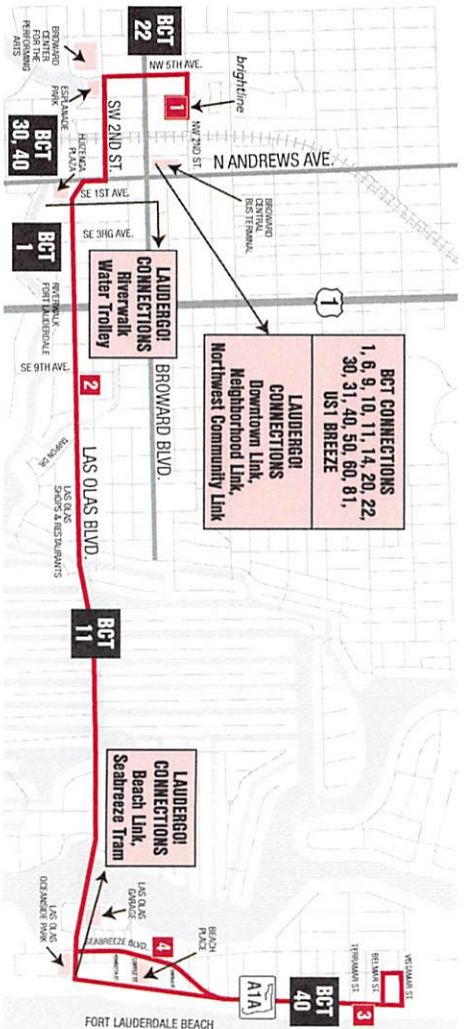 BCT
22
BROWARD
CENTER
FOR THE
PERFORMING
ARTS
ESPLANADE
PARK
NW 5TH AVE.
1
brightline
NW 2ND ST.
SW 2ND ST.
N ANDREWS AVE.
BCT
30, 40
HUIZENGA
PLAZA
SE 1ST AVE.
BROWARD
CENTRAL
BUS TERMINAL
BCT
1
SE 3RG AVE.
LAUDERGO!
CONNECTIONS
Riverwalk
Water Trolley
1
BCT CONNECTIONS
1, 6, 9, 10, 11, 14, 20, 22,
30, 31, 40, 50, 60, 81,
US1 BREEZE
LAUDERGO!
CONNECTIONS
Downtown Link,
Neighborhood Link,
Northwest Community Link
RIVERWALK
FORT LAUDERDALE
BROWARD BLVD.
SE 9TH AVE.
2
TARPON DR.
LAS OLAS BLVD.
LAS OLAS
SHOPS & RESTAURANTS
BCT
11
LAUDERGO!
CONNECTIONS
Beach Link,
Seabreeze Tram
LAS OLAS
GARAGE
LAS OLAS
OCEANSIDE PARK
SEABREEZE BLVD.
4
BEACH
PLACE
A1A
BCT
40
3
VISTAMAR ST.
BELMAR ST.
TERRAMAR ST.
FORT LAUDERDALE BEACH